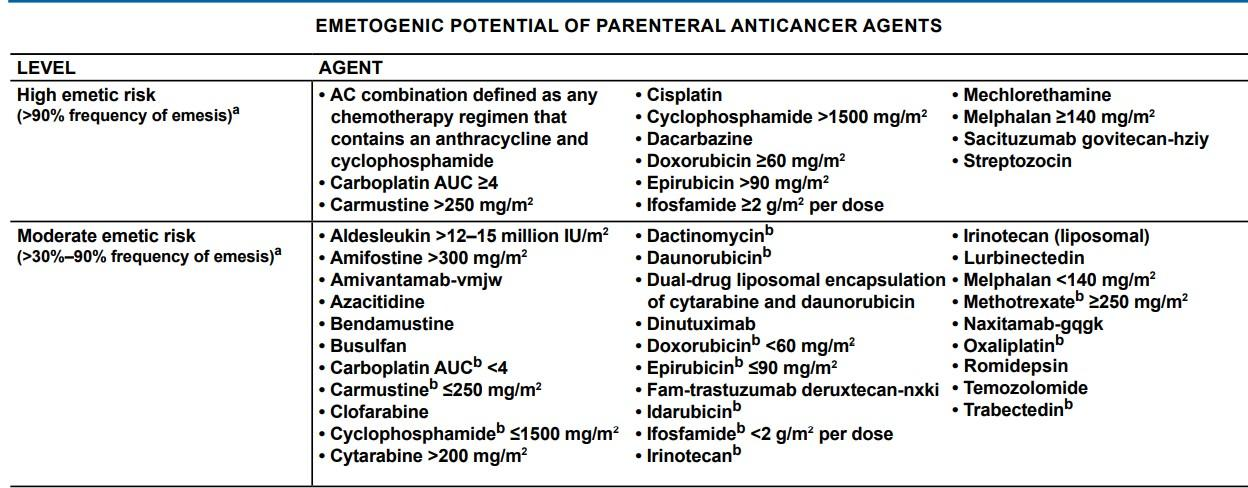 EMETOGENIC POTENTIAL OF PARENTERAL ANTICANCER AGENTS
LEVEL
AGENT
High emetic risk
(>90% frequency of emesis)a
• AC combination defined as any
chemotherapy regimen that
contains an anthracycline and
cyclophosphamide
• Carboplatin AUC ≥4
• Carmustine >250 mg/m²
• Cisplatin
• Cyclophosphamide >1500 mg/m²
• Dacarbazine
• Doxorubicin ≥60 mg/m²
• Epirubicin >90 mg/m²
• Ifosfamide ≥2 g/m² per dose
• Mechlorethamine
• Melphalan ≥140 mg/m²
• Sacituzumab govitecan-hziy
• Streptozocin
Moderate emetic risk
(>30%–90% frequency of emesis)a
• Aldesleukin >12–15 million IU/m²
• Amifostine >300 mg/m²
• Amivantamab-vmjw
• Azacitidine
• Bendamustine
• Busulfan
• Carboplatin AUCb <4
• Carmustineb ≤250 mg/m²
• Clofarabine
• Cyclophosphamideb ≤1500 mg/m²
• Cytarabine >200 mg/m²
• Dactinomycinb
• Daunorubicinb
• Dual-drug liposomal encapsulation
of cytarabine and daunorubicin
• Dinutuximab
• Doxorubicinb <60 mg/m²
• Epirubicinb ≤90 mg/m²
• Fam-trastuzumab deruxtecan-nxki
• Idarubicinb
• Ifosfamideb <2 g/m² per dose
• Irinotecanb
• Irinotecan (liposomal)
• Lurbinectedin
• Melphalan <140 mg/m²
• Methotrexateb ≥250 mg/m²
• Naxitamab-gqgk
• Oxaliplatinb
• Romidepsin
• Temozolomide
• Trabectedinb